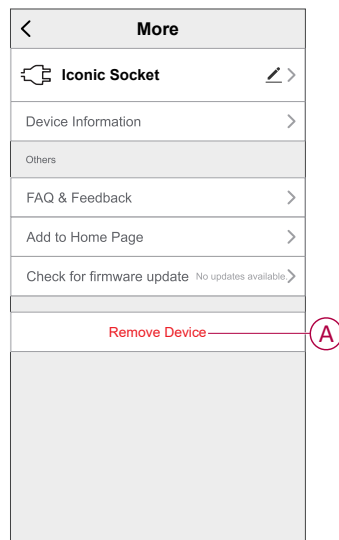 More
Iconic Socket
Device Information
Others
FAQ & Feedback
Add to Home Page
Check for firmware update No updates available.
Remove Device
A